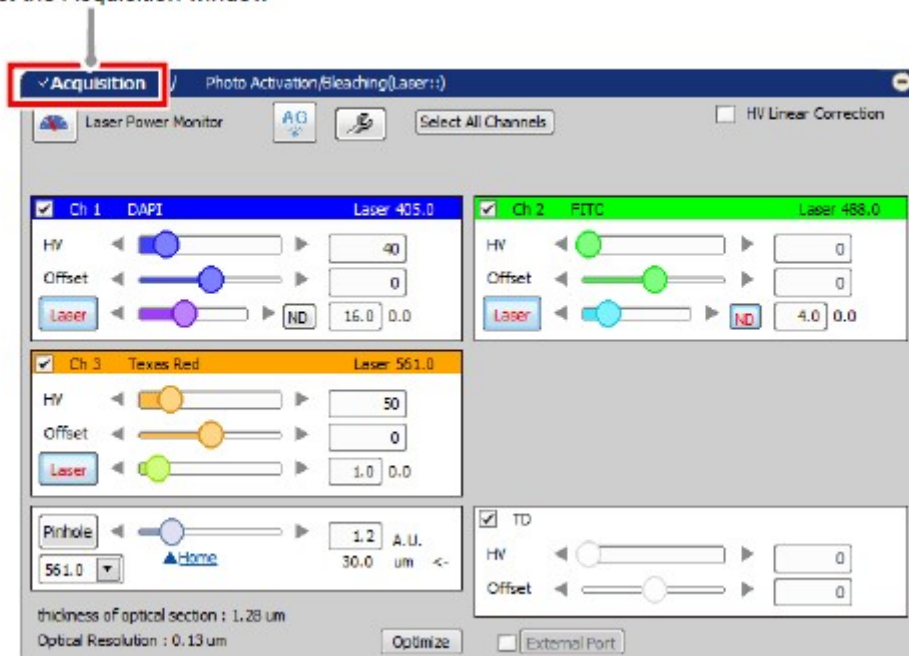 ✓Acquisition / Photo Activation/Bleaching(Laser::)
Laser Power Monitor AG Select All Channels HV Linear Correction
Ch 1 DAPI Laser 405.0
HV 40
Offset 0
Laser ND 16.0 0.0
Ch 2 FITC Laser 488.0
HV 0
Offset 0
Laser ND 4.0 0.0
Ch 3 Texas Red Laser 561.0
HV 50
Offset 0
Laser 1.0 0.0
Pinhole 1.2 A.U.
561.0 ▲Home 30.0 um <-
TD
HV 0
Offset 0
thickness of optical section : 1.28 um
Optical Resolution : 0.13 um Optimize External Port